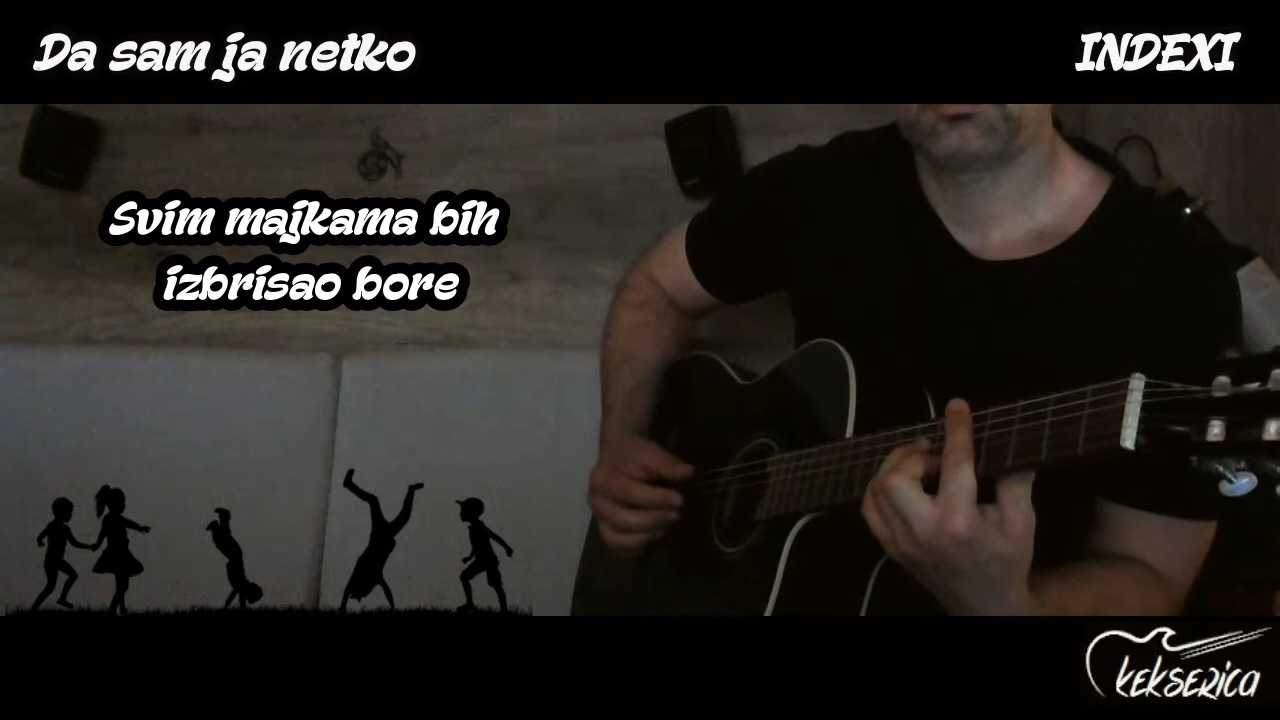 Da sam ja netko
INDEXI
Svim majkama bih
izbrisao bore
KEKSERICA